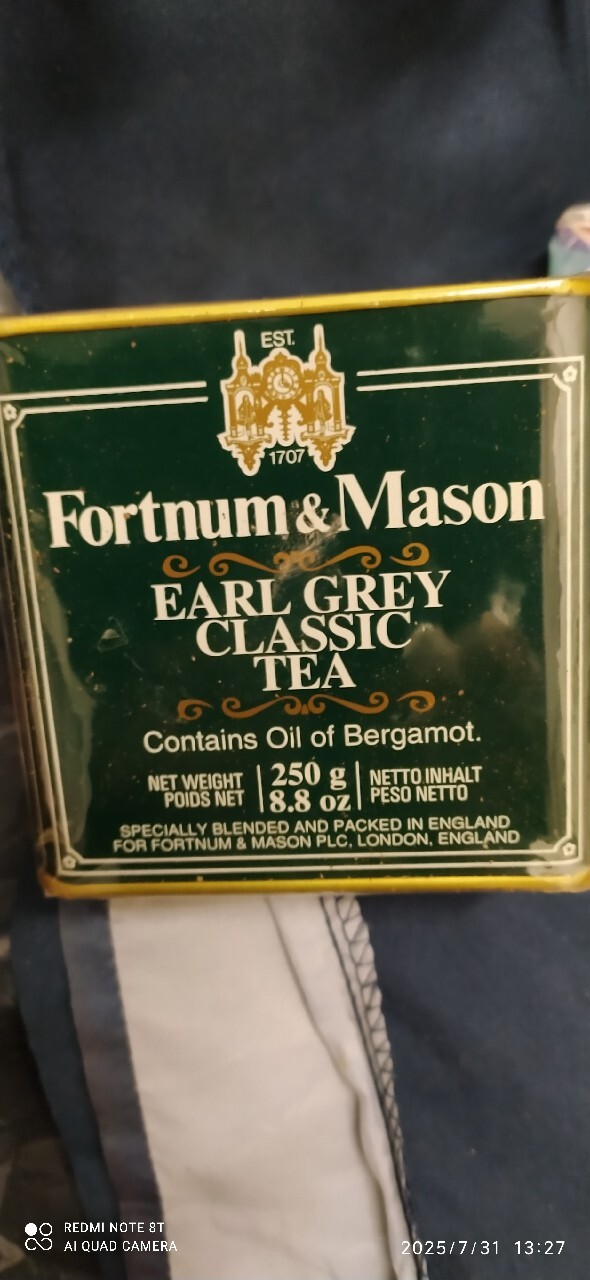 EST.
1707
Fortnum & Mason
EARL GREY
CLASSIC
TEA
Contains Oil of Bergamot.
NET WEIGHT 250 g NETTO INHALT
POIDS NET 8.8 oz PESO NETTO
SPECIALLY BLENDED AND PACKED IN ENGLAND
FOR FORTNUM & MASON PLC, LONDON, ENGLAND
REDMI NOTE 8T
AI QUAD CAMERA
2025/7/31 13:27